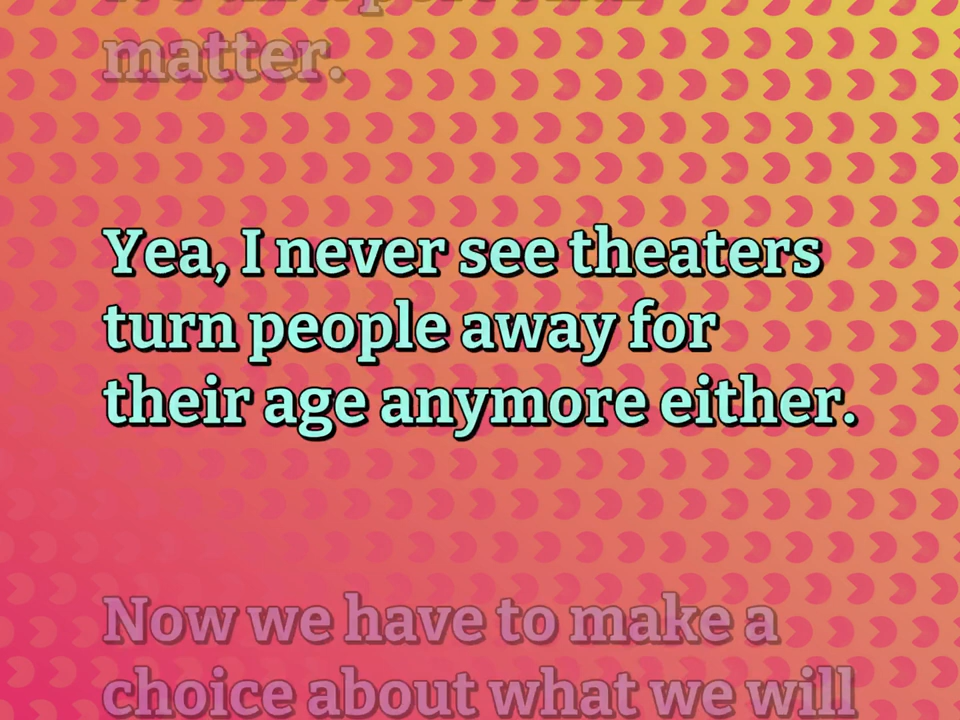 matter.
Yea, I never see theaters
turn people away for
their age anymore either.
Now we have to make a
choice about what we will